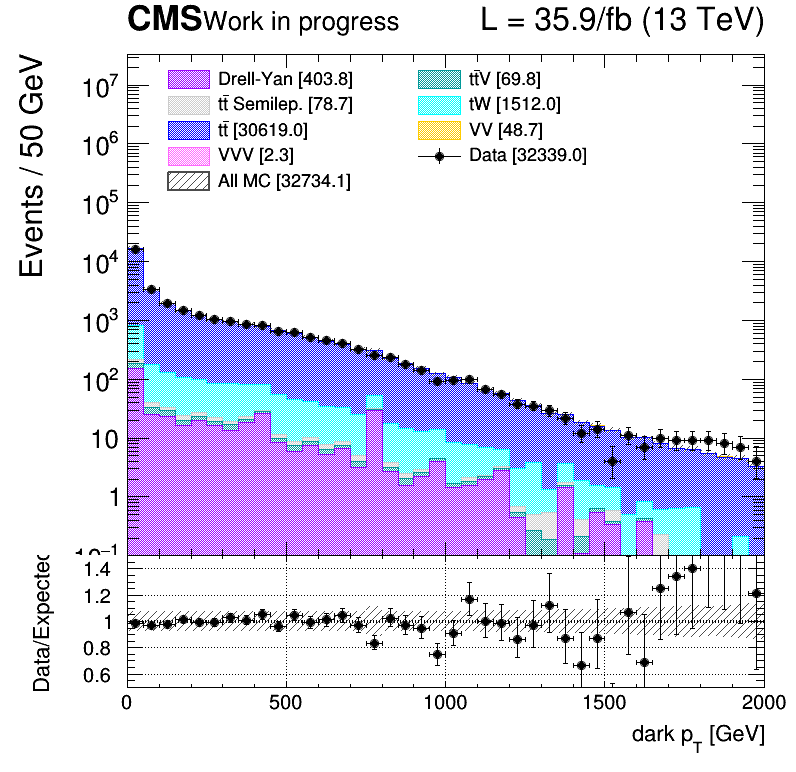 CMS Work in progress L = 35.9/fb (13 TeV)
Events / 50 GeV
Drell-Yan [403.8] tt̄V [69.8]
tt̄ Semilep. [78.7] tW [1512.0]
tt̄ [30619.0] VV [48.7]
VVV [2.3] Data [32339.0]
All MC [32734.1]
10⁷
10⁶
10⁵
10⁴
10³
10²
10
1
10⁻¹
Data/Expected
1.4
1.2
1
0.8
0.6
0 500 1000 1500 2000
dark p_T [GeV]